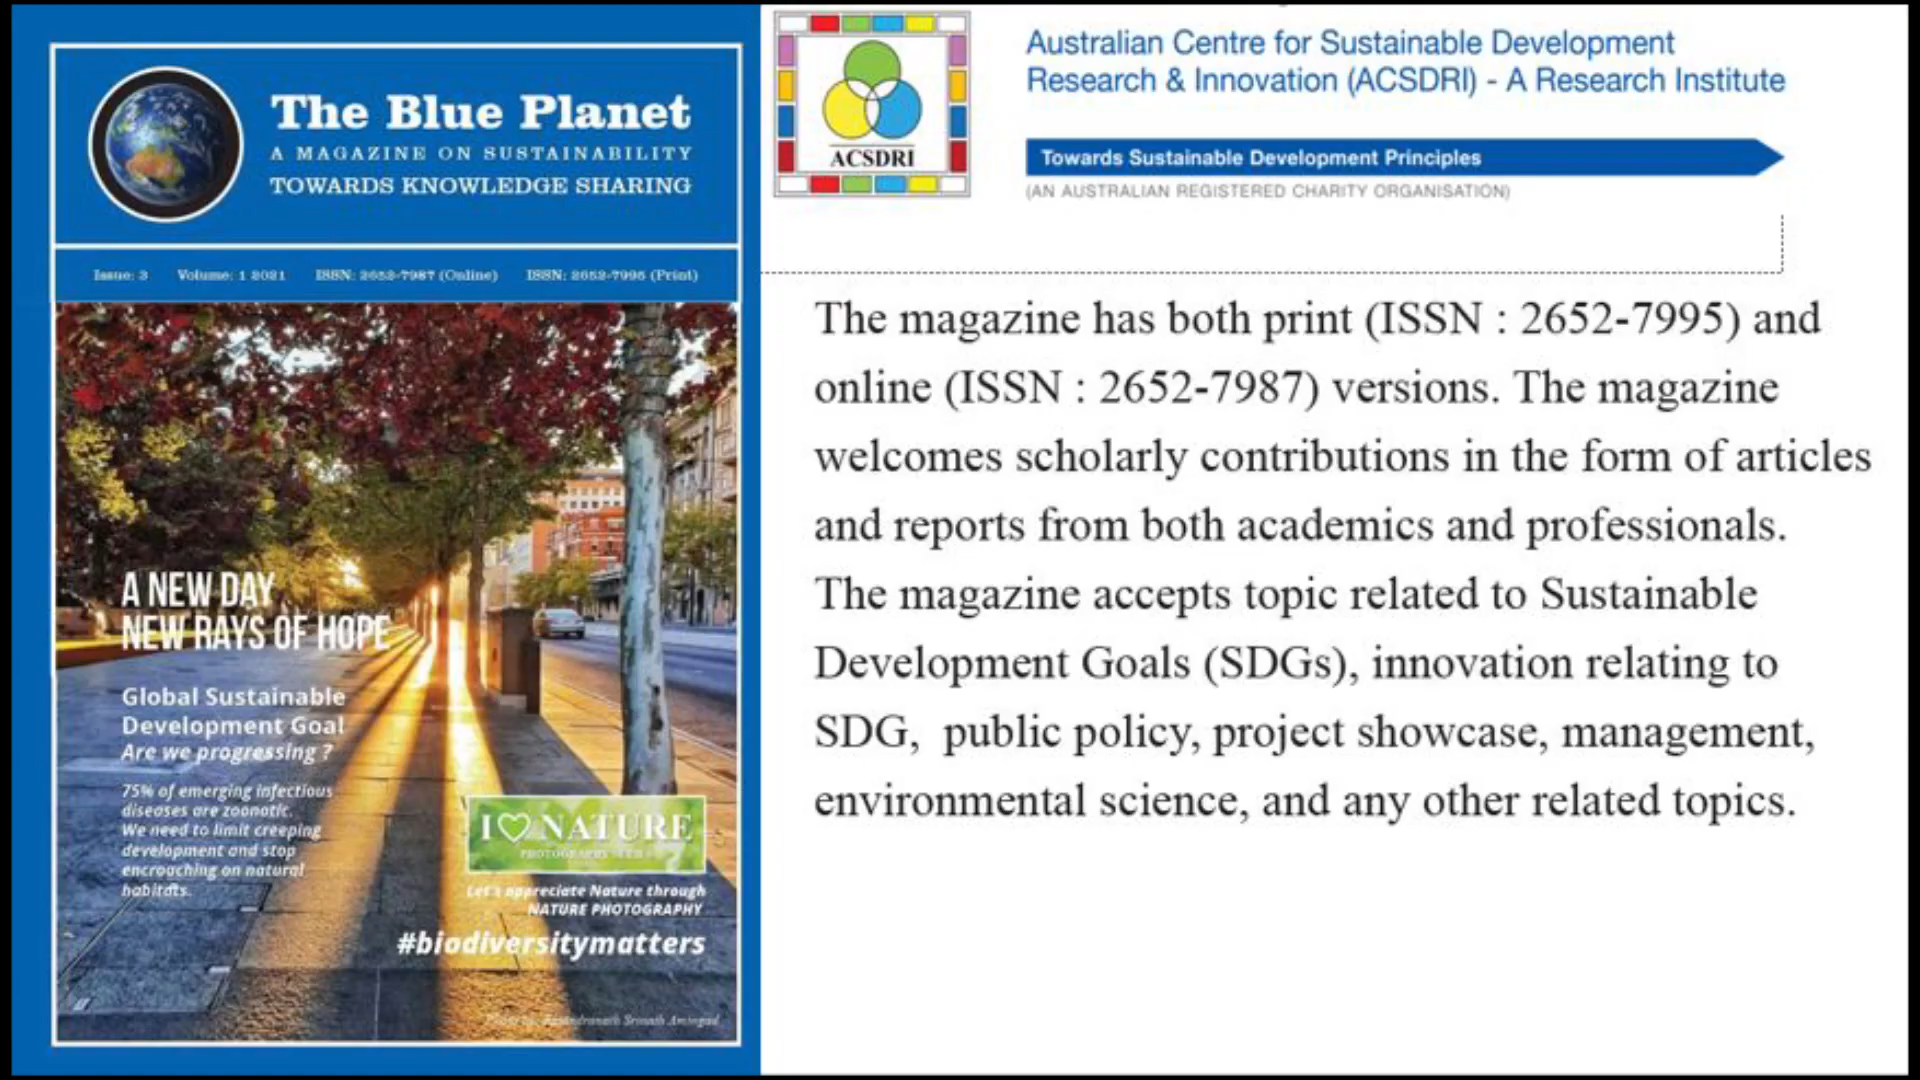 The Blue Planet
A MAGAZINE ON SUSTAINABILITY
TOWARDS KNOWLEDGE SHARING
Issue: 3 Volume: 1 2021 ISSN: 2652-7987 (Online) ISSN: 2652-7995 (Print)
A NEW DAY
NEW RAYS OF HOPE
Global Sustainable
Development Goal
Are we progressing ?
75% of emerging infectious
diseases are zoonotic.
We need to limit creeping
development and stop
encroaching on natural
habitats.
I NATURE
PHOTOGRAPHY
Let's appreciate Nature through
NATURE PHOTOGRAPHY
#biodiversitymatters
Srinath Amingad
ACSDRI
Australian Centre for Sustainable Development
Research & Innovation (ACSDRI) - A Research Institute
Towards Sustainable Development Principles
(AN AUSTRALIAN REGISTERED CHARITY ORGANISATION)
The magazine has both print (ISSN : 2652-7995) and
online (ISSN : 2652-7987) versions. The magazine
welcomes scholarly contributions in the form of articles
and reports from both academics and professionals.
The magazine accepts topic related to Sustainable
Development Goals (SDGs), innovation relating to
SDG, public policy, project showcase, management,
environmental science, and any other related topics.